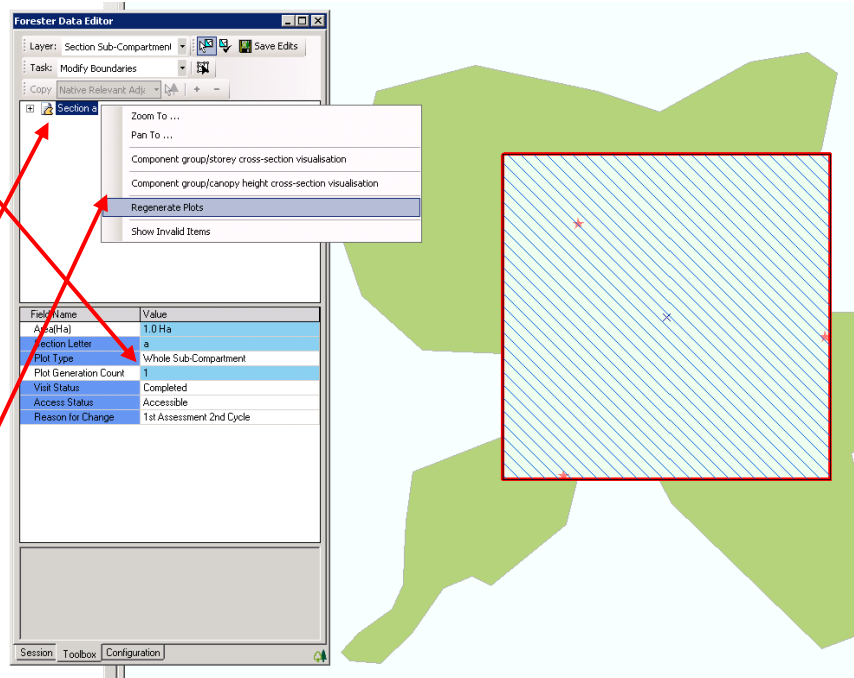 Forester Data Editor
Layer: Section Sub-Compartment Save Edits
Task: Modify Boundaries
Copy Native Relevant Adj + -
Section a
Zoom To ...
Pan To ...
Component group/storey cross-section visualisation
Component group/canopy height cross-section visualisation
Regenerate Plots
Show Invalid Items
Field Name Value
Area(Ha) 1.0 Ha
Section Letter a
Plot Type Whole Sub-Compartment
Plot Generation Count 1
Visit Status Completed
Access Status Accessible
Reason for Change 1st Assessment 2nd Cycle
Session Toolbox Configuration